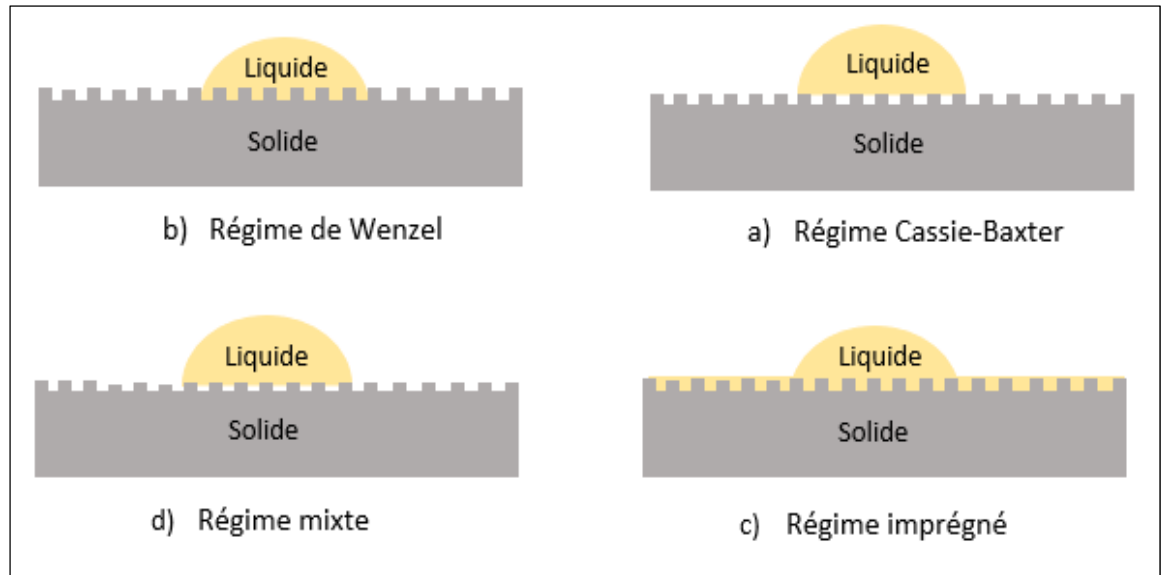 Liquide
Solide
b) Régime de Wenzel
Liquide
Solide
a) Régime Cassie-Baxter
Liquide
Solide
d) Régime mixte
Liquide
Solide
c) Régime imprégné